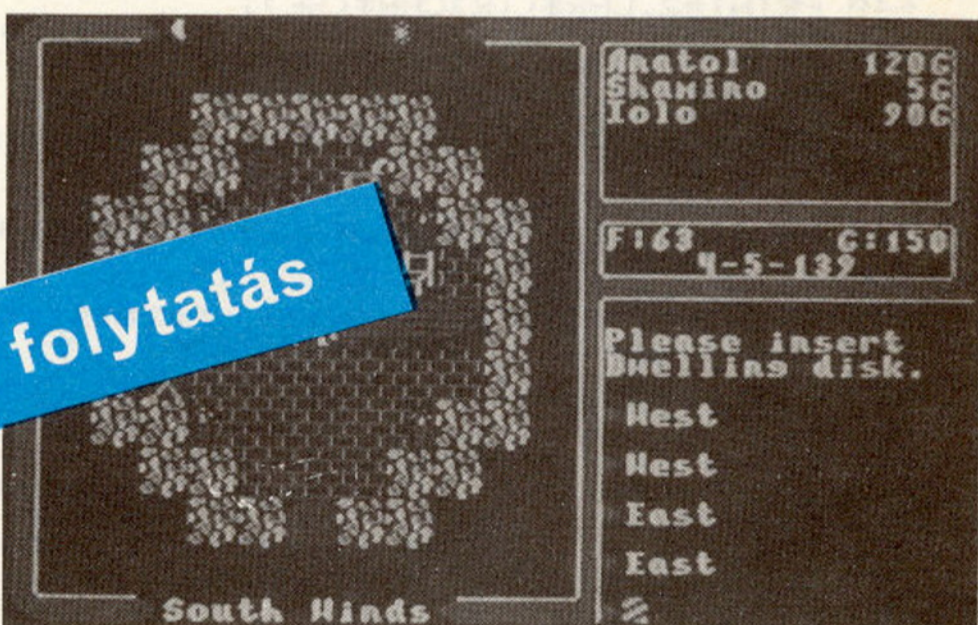 Anatol 120G
Shamino 5G
Iolo 90G
F:63 G:150
4-5-139
Please insert
Dwelling disk.
West
West
East
East
South Winds
folytatás